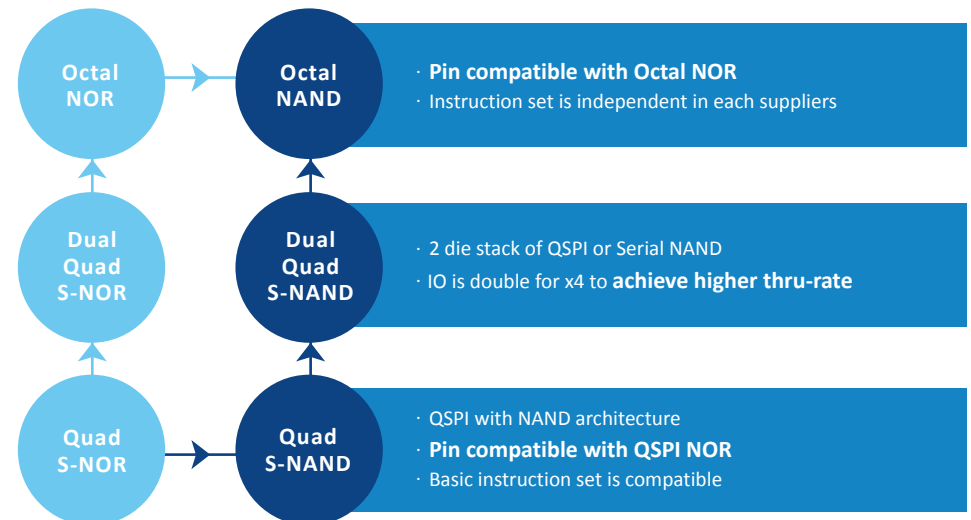 Octal
NOR
Octal
NAND
· Pin compatible with Octal NOR
· Instruction set is independent in each suppliers
Dual
Quad
S-NOR
Dual
Quad
S-NAND
· 2 die stack of QSPI or Serial NAND
· IO is double for x4 to achieve higher thru-rate
Quad
S-NOR
Quad
S-NAND
· QSPI with NAND architecture
· Pin compatible with QSPI NOR
· Basic instruction set is compatible